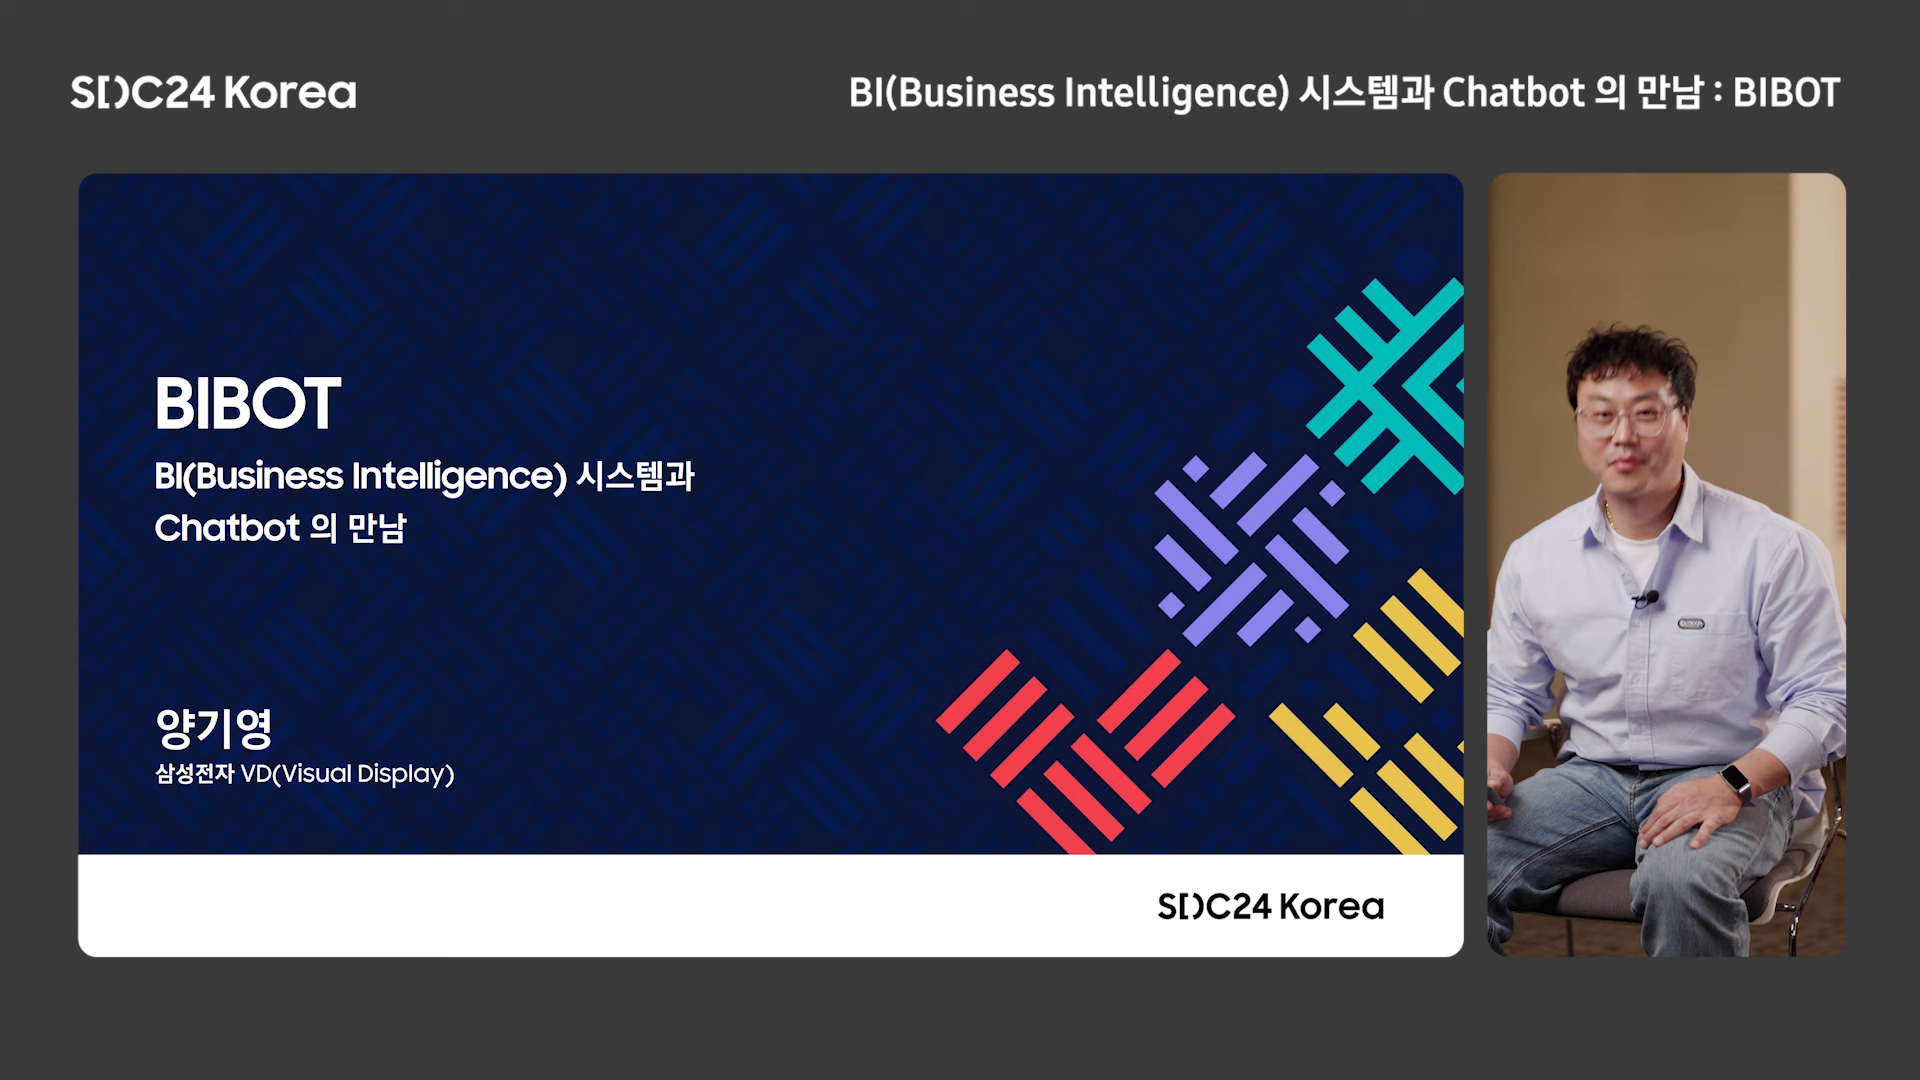 SDC24 Korea
BI(Business Intelligence) 시스템과 Chatbot 의 만남 : BIBOT
BIBOT
BI(Business Intelligence) 시스템과
Chatbot 의 만남
양기영
삼성전자 VD(Visual Display)
SDC24 Korea